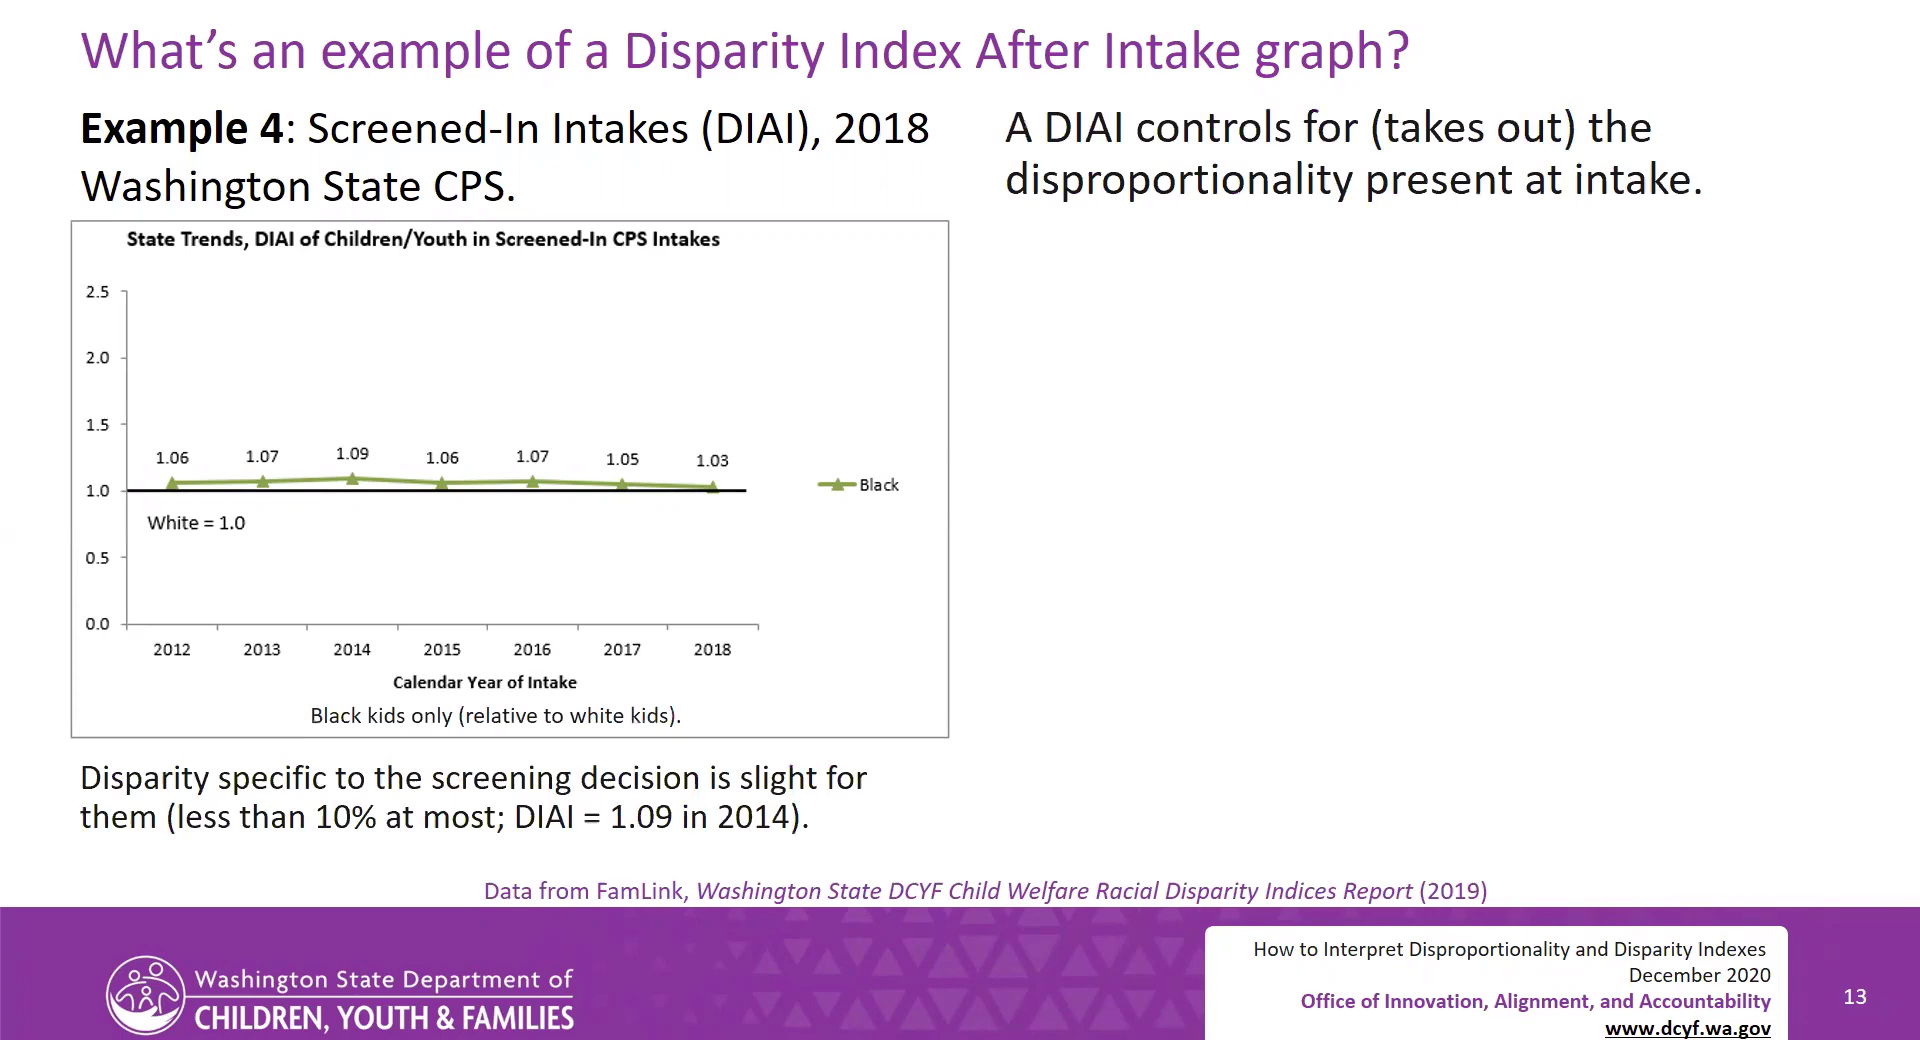 What’s an example of a Disparity Index After Intake graph?
Example 4: Screened-In Intakes (DIAI), 2018
Washington State CPS.
A DIAI controls for (takes out) the
disproportionality present at intake.
State Trends, DIAI of Children/Youth in Screened-In CPS Intakes
2.5
2.0
1.5
1.0
0.5
0.0
1.06 1.07 1.09 1.06 1.07 1.05 1.03
Black
White = 1.0
2012 2013 2014 2015 2016 2017 2018
Calendar Year of Intake
Black kids only (relative to white kids).
Disparity specific to the screening decision is slight for
them (less than 10% at most; DIAI = 1.09 in 2014).
Data from FamLink, Washington State DCYF Child Welfare Racial Disparity Indices Report (2019)
Washington State Department of
CHILDREN, YOUTH & FAMILIES
How to Interpret Disproportionality and Disparity Indexes
December 2020
Office of Innovation, Alignment, and Accountability
www.dcyf.wa.gov
13